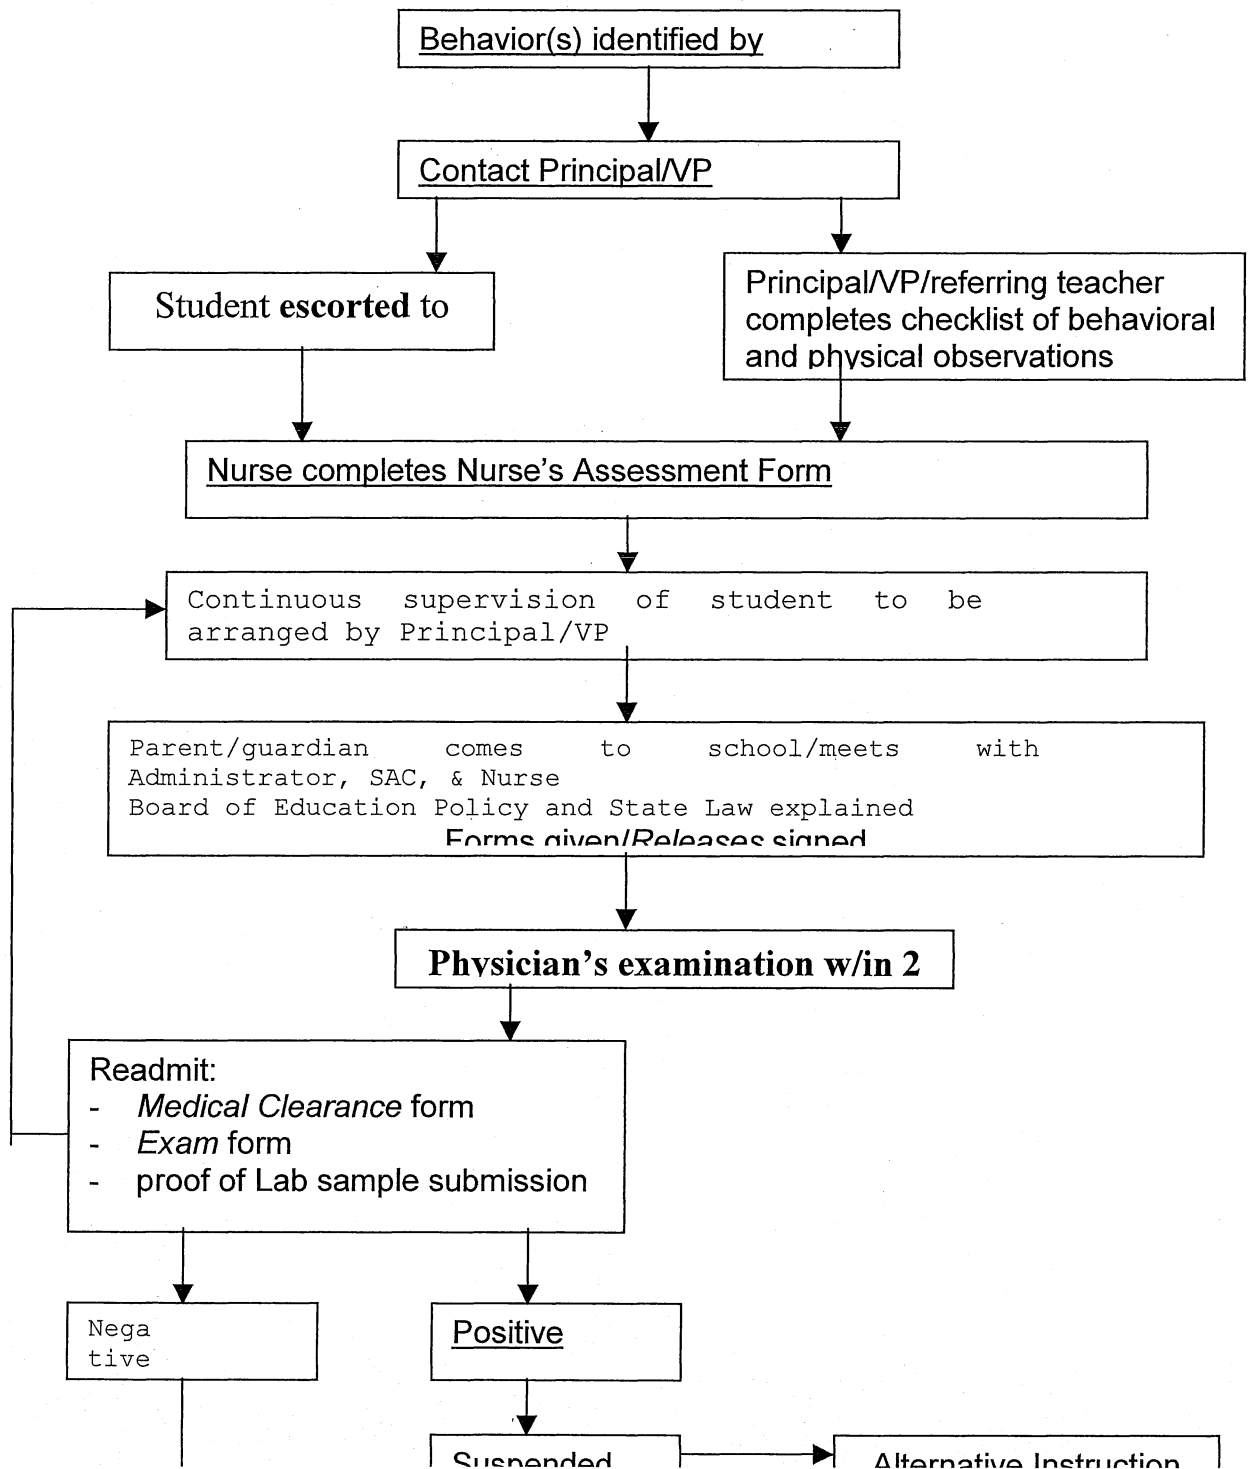 Behavior(s) identified by
Contact Principal/VP
Student escorted to
Principal/VP/referring teacher
completes checklist of behavioral
and physical observations
Nurse completes Nurse's Assessment Form
Continuous supervision of student to be
arranged by Principal/VP
Parent/guardian comes to school/meets with
Administrator, SAC, & Nurse
Board of Education Policy and State Law explained
Forms given/Releases signed
Physician's examination w/in 2
Readmit:
- Medical Clearance form
- Exam form
- proof of Lab sample submission
Nega
tive
Positive
Suspended
Alternative Instruction